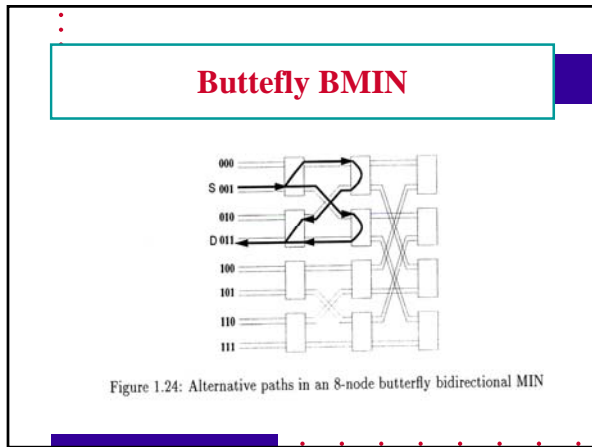 Buttefly BMIN
000
S 001
010
D 011
100
101
110
111
Figure 1.24: Alternative paths in an 8-node butterfly bidirectional MIN